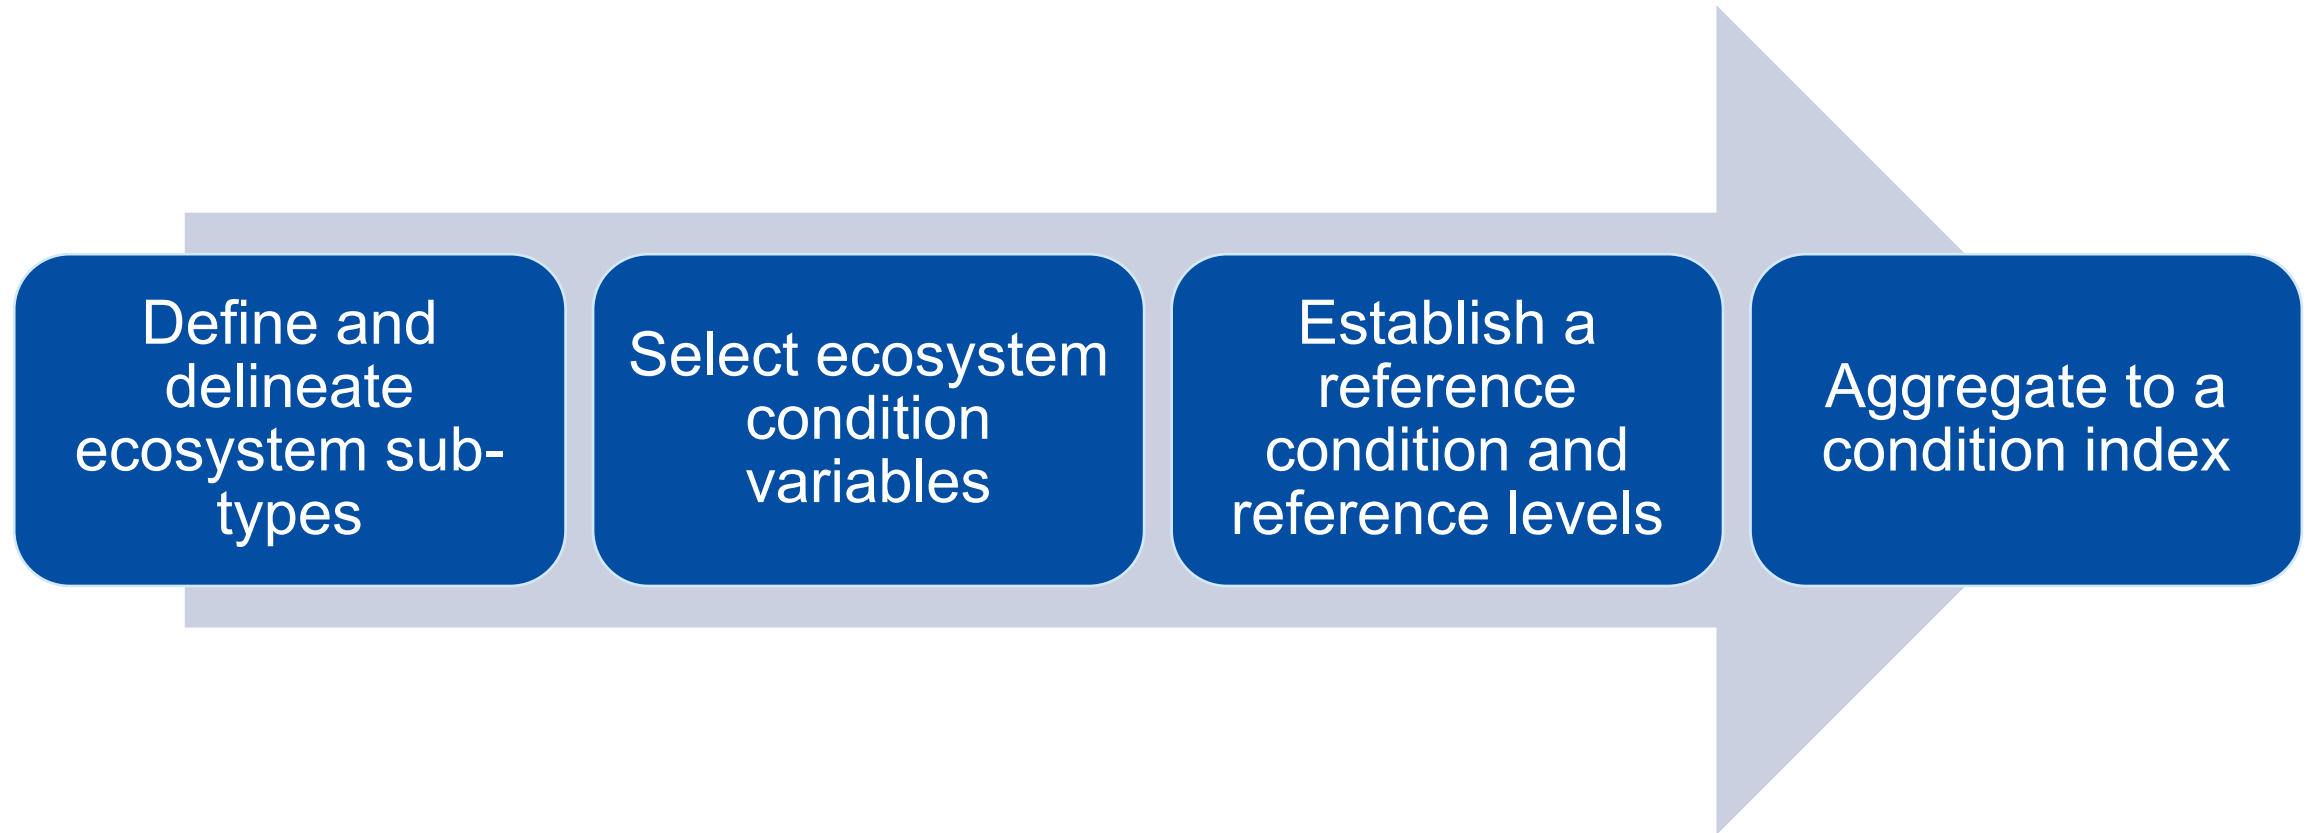 Define and
delineate
ecosystem sub-
types
Select ecosystem
condition
variables
Establish a
reference
condition and
reference levels
Aggregate to a
condition index